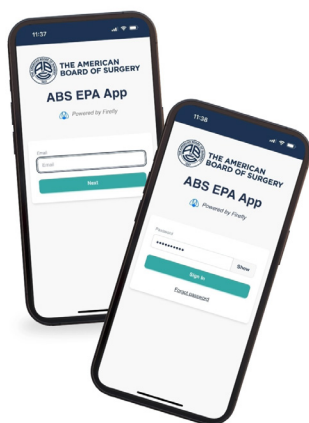 11:37
THE AMERICAN
BOARD OF SURGERY
ABS EPA App
Powered by Firefly
Email
Email
Next
11:38
THE AMERICAN
BOARD OF SURGERY
ABS EPA App
Powered by Firefly
Password
••••••••••
Show
Sign In
Forgot password